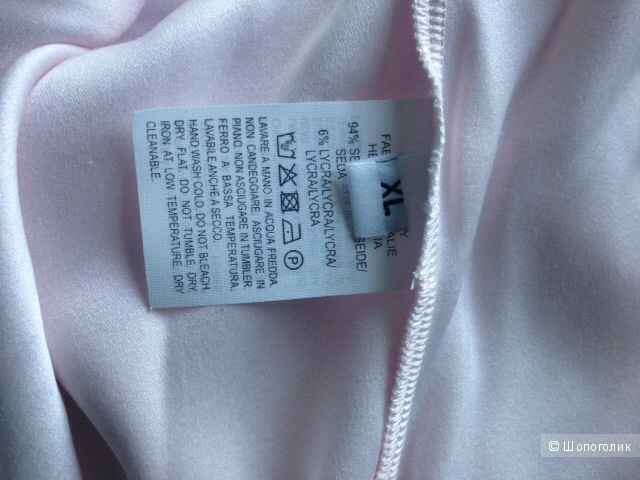 XL
94% SE
SEIDE/
SEDA
6% LYCRA/LYCRA/LYCRA/
LYCRA/LYCRA
LAVARE A MANO IN ACQUA FREDDA.
NON CANDEGGIARE. ASCIUGARE IN
PIANO. NON ASCIUGARE IN TUMBLER.
FERRO A BASSA TEMPERATURA.
LAVABILE ANCHE A SECCO.
HAND WASH COLD. DO NOT BLEACH.
DRY FLAT. DO NOT TUMBLE DRY.
IRON AT LOW TEMPERATURE. DRY
CLEANABLE.
© Шопоголик